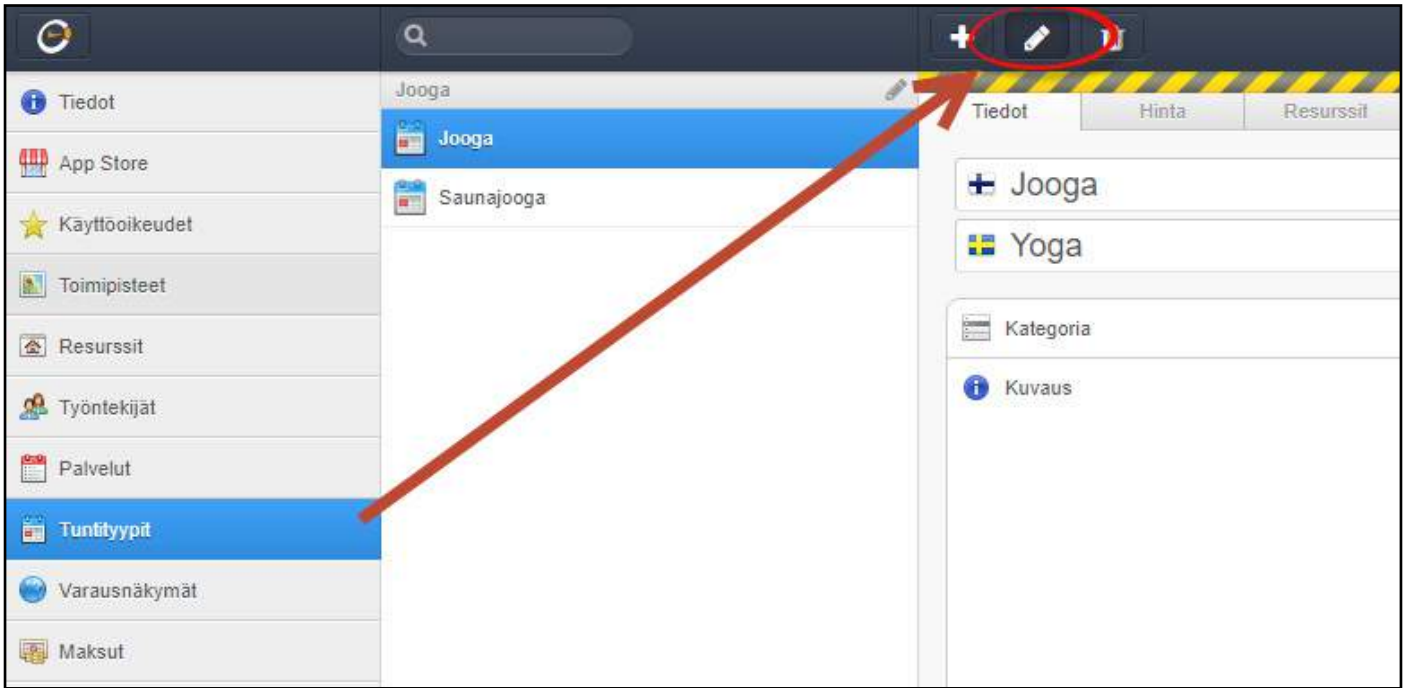 Tiedot
App Store
Käyttöoikeudet
Toimipisteet
Resurssit
Työntekijät
Palvelut
Tuntityypit
Varausnäkymät
Maksut
Jooga
Jooga
Saunajooga
Tiedot Hinta Resurssit
Jooga
Yoga
Kategoria
Kuvaus